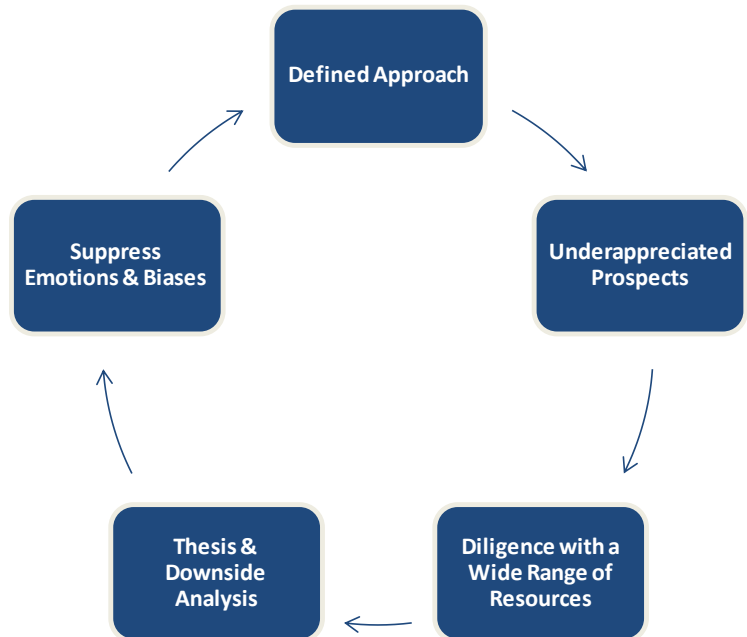 Defined Approach
Underappreciated
Prospects
Diligence with a
Wide Range of
Resources
Thesis &
Downside
Analysis
Suppress
Emotions & Biases